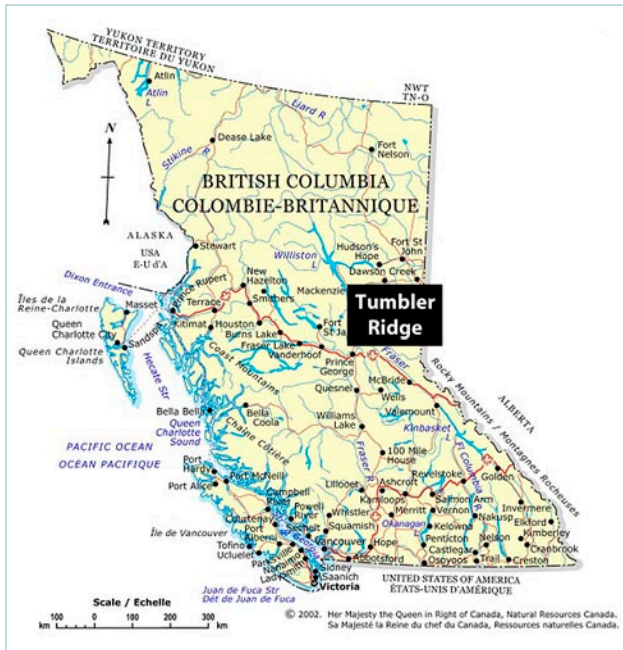 YUKON TERRITORY
TERRITOIRE DU YUKON
NWT
TN-O
Atlin
Atlin
L
Liard R
N
Dease Lake
Fort
Nelson
Stikine
R
BRITISH COLUMBIA
COLOMBIE-BRITANNIQUE
ALASKA
USA
E-U d'A
Stewart
Williston
L
Hudson's
Hope
Fort St
John
Dawson Creek
Dixon Entrance
New
Hazelton
Mackenzie
Tumbler
Ridge
Îles de la
Reine-Charlotte
Masset
Prince Rupert
Terrace
Smithers
Queen
Charlotte City
Sandspit
Kitimat
Houston
Fort
St Ja
Burns Lake
Queen Charlotte
Islands
Fraser Lake
Vanderhoof
Fraser
Prince
George
Hecate Str
Coast Mountains
McBride
Quesnel
Wells
Rocky Mountains / Montagnes Rocheuses
Valemount
ALBERTA
Bella Bella
Bella
Coola
Williams
Lake
Kinbasket
L
Queen
Charlotte
Sound
Chaîne Côtière
PACIFIC OCEAN
OCÉAN PACIFIQUE
100 Mile
House
Fraser R
Columbia
R
Port
Hardy
Port McNeill
Revelstoke
Golden
Port Alice
Lillooet
Ashcroft
Kamloops
Salmon Arm
Campbell
River
Powell
River
Whistler
Merritt
Vernon
Invermere
Courtenay
Sechelt
Squamish
Okanagan
L
Kelowna
Nakusp
Elkford
Île de Vancouver
Port
Alberni
Kimberley
Tofino
Vancouver
Hope
Penticton
Nelson
Cranbrook
Ucluelet
Parksville
Nanaimo
Abbotsford
Castlegar
Ladysmith
Osoyoos
Trail
Creston
Sidney
Saanich
Victoria
UNITED STATES OF AMERICA
ÉTATS-UNIS D'AMÉRIQUE
Juan de Fuca Str
Dét de Juan de Fuca
Scale / Echelle
km 100
0
100
200
300 km
© 2002. Her Majesty the Queen in Right of Canada, Natural Resources Canada.
Sa Majesté la Reine du chef du Canada, Ressources naturelles Canada.